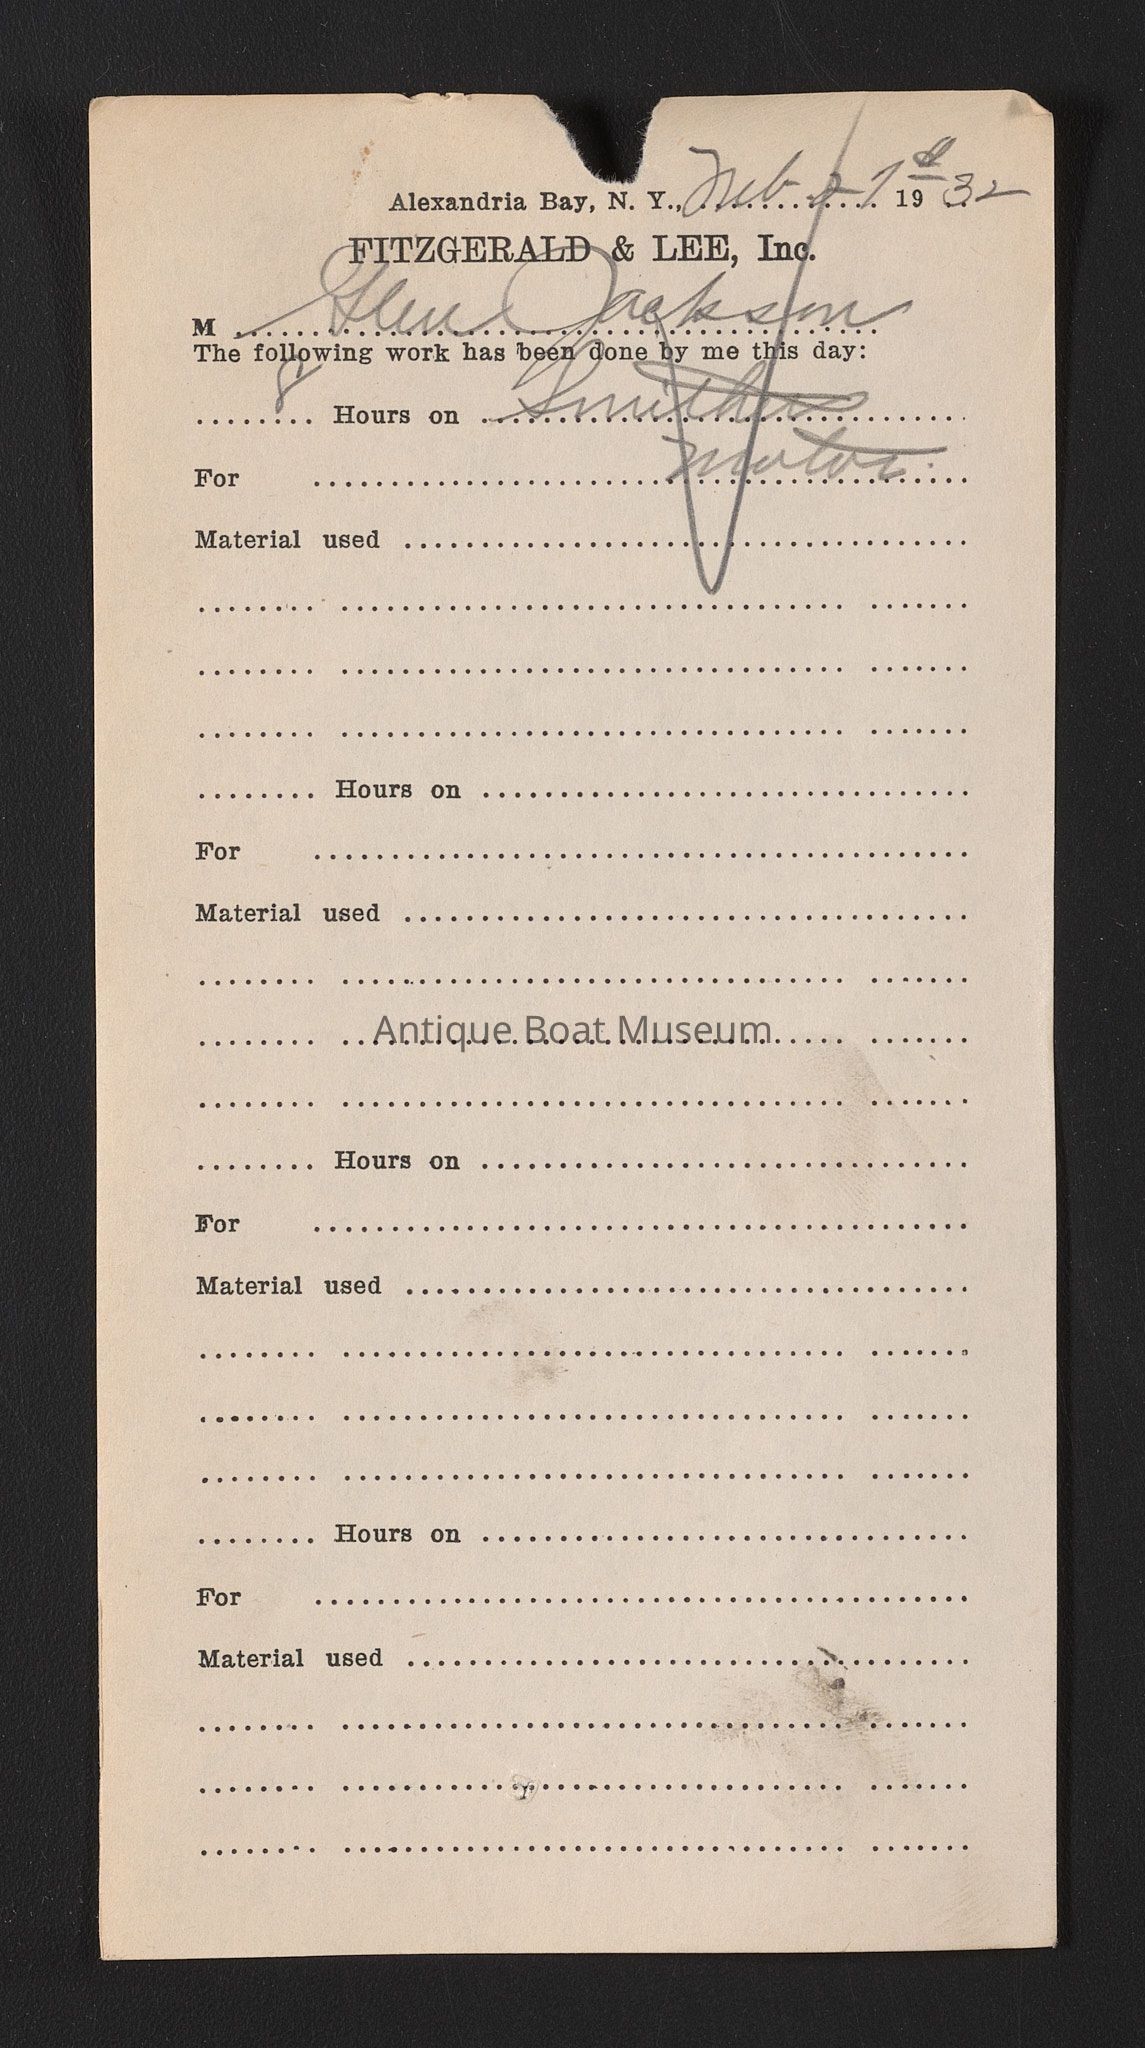 Alexandria Bay, N. Y., Feb 21st 1932
FITZGERALD & LEE, Inc.
M Glen Jackson
The following work has been done by me this day:
8 Hours on Smithers
For motor.
Material used
Hours on
For
Material used
Antique Boat Museum
Hours on
For
Material used
Hours on
For
Material used